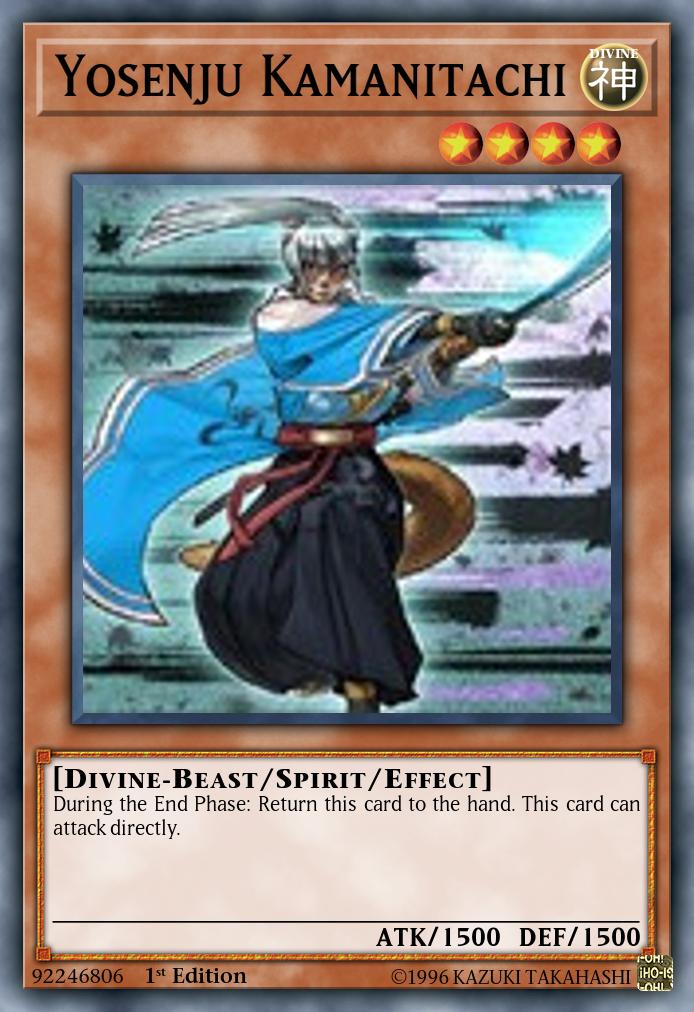 Yosenju Kamanitachi
DIVINE
神
[Divine-Beast/Spirit/Effect]
During the End Phase: Return this card to the hand. This card can
attack directly.
ATK/1500 DEF/1500
92246806 1st Edition ©1996 KAZUKI TAKAHASHI